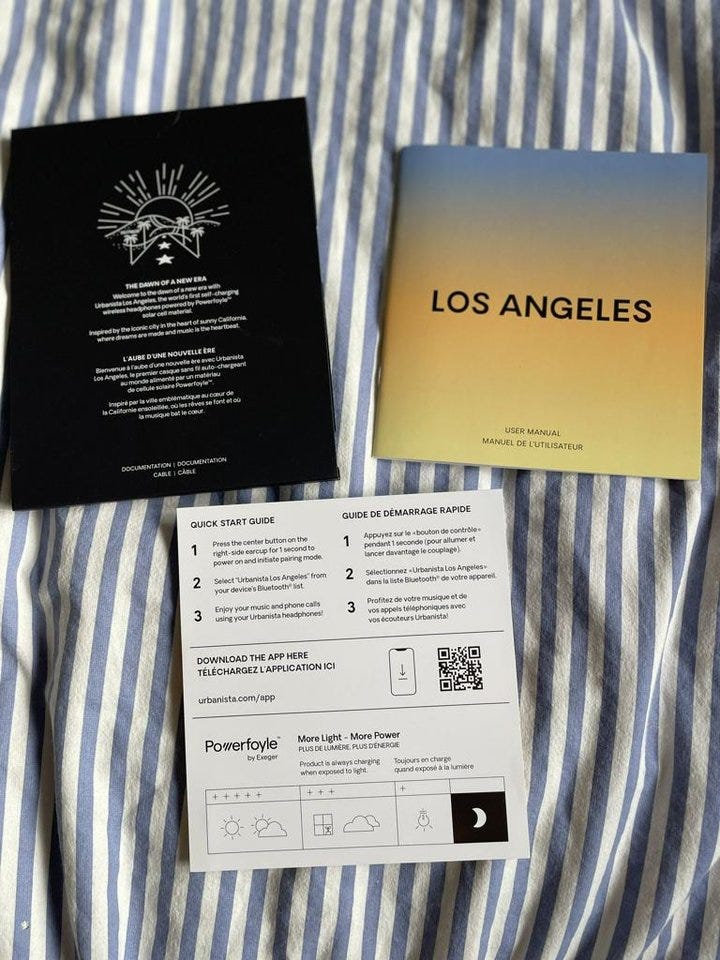 THE DAWN OF A NEW ERA
Welcome to the dawn of a new era with
Urbanista Los Angeles, the world's first self-charging
wireless headphones powered by Powerfoyle™
solar cell material.
Inspired by the iconic city in the heart of sunny California,
where dreams are made and music is the heartbeat.
L'AUBE D'UNE NOUVELLE ÈRE
Bienvenue à l'aube d'une nouvelle ère avec Urbanista
Los Angeles, le premier casque sans fil auto-chargeant
au monde alimenté par un matériau
de cellule solaire Powerfoyle™.
Inspiré par la ville emblématique au cœur de
la Californie ensoleillée, où les rêves se font et où
la musique bat le cœur.
DOCUMENTATION | DOCUMENTATION
CABLE | CÂBLE
LOS ANGELES
USER MANUAL
MANUEL DE L'UTILISATEUR
QUICK START GUIDE
1 Press the center button on the
right-side earcup for 1 second to
power on and initiate pairing mode.
2 Select "Urbanista Los Angeles" from
your device's Bluetooth® list.
3 Enjoy your music and phone calls
using your Urbanista headphones!
GUIDE DE DÉMARRAGE RAPIDE
1 Appuyez sur le «bouton de contrôle»
pendant 1 seconde (pour allumer et
lancer davantage le couplage).
2 Sélectionnez «Urbanista Los Angeles»
dans la liste Bluetooth® de votre appareil.
3 Profitez de votre musique et de
vos appels téléphoniques avec
vos écouteurs Urbanista!
DOWNLOAD THE APP HERE
TÉLÉCHARGEZ L'APPLICATION ICI
urbanista.com/app
Powerfoyle™
by Exeger
More Light - More Power
PLUS DE LUMIÈRE, PLUS D'ÉNERGIE
Product is always charging
when exposed to light.
Toujours en charge
quand exposé à la lumière
+ + + + +
+ + +
+